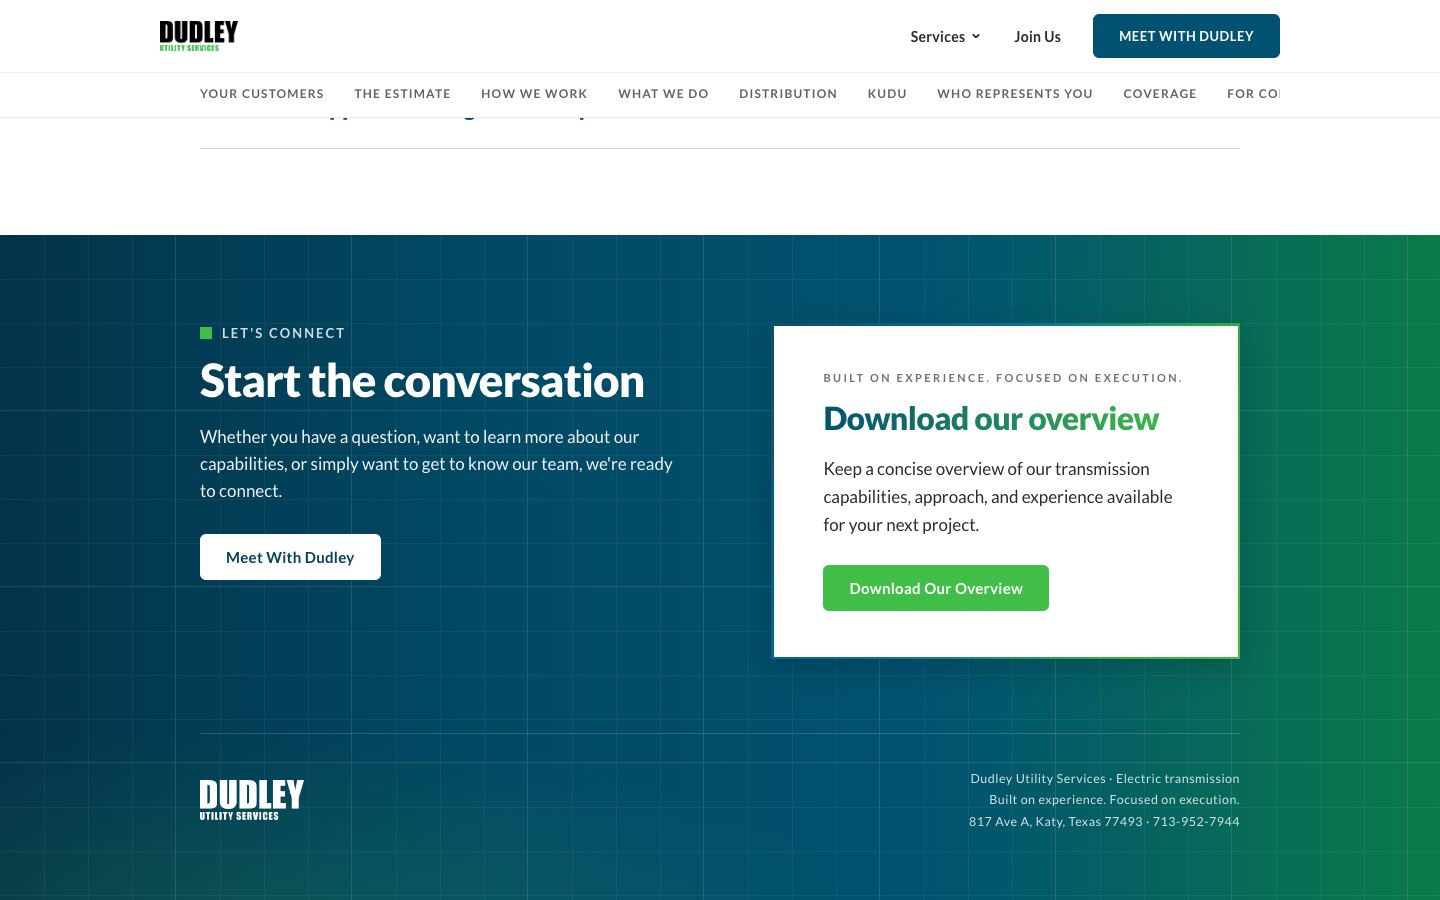 DUDLEY
UTILITY SERVICES
Services
Join Us
MEET WITH DUDLEY
YOUR CUSTOMERS
THE ESTIMATE
HOW WE WORK
WHAT WE DO
DISTRIBUTION
KUDU
WHO REPRESENTS YOU
COVERAGE
FOR
LET'S CONNECT
Start the conversation
Whether you have a question, want to learn more about our
capabilities, or simply want to get to know our team, we're ready
to connect.
Meet With Dudley
BUILT ON EXPERIENCE. FOCUSED ON EXECUTION.
Download our overview
Keep a concise overview of our transmission
capabilities, approach, and experience available
for your next project.
Download Our Overview
DUDLEY
UTILITY SERVICES
Dudley Utility Services · Electric transmission
Built on experience. Focused on execution.
817 Ave A, Katy, Texas 77493 · 713-952-7944